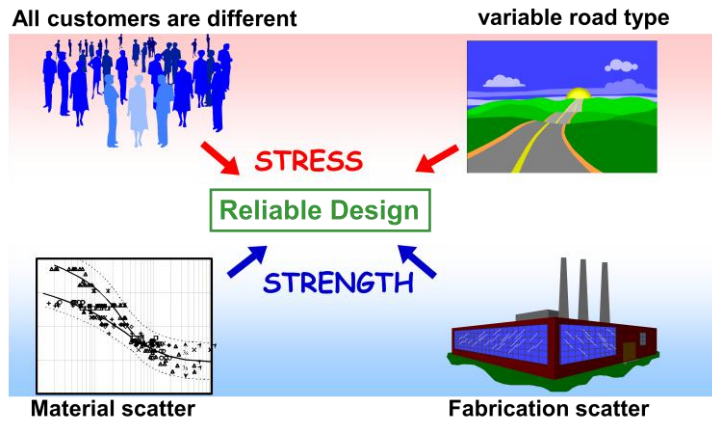 All customers are different
variable road type
STRESS
Reliable Design
STRENGTH
Material scatter
Fabrication scatter